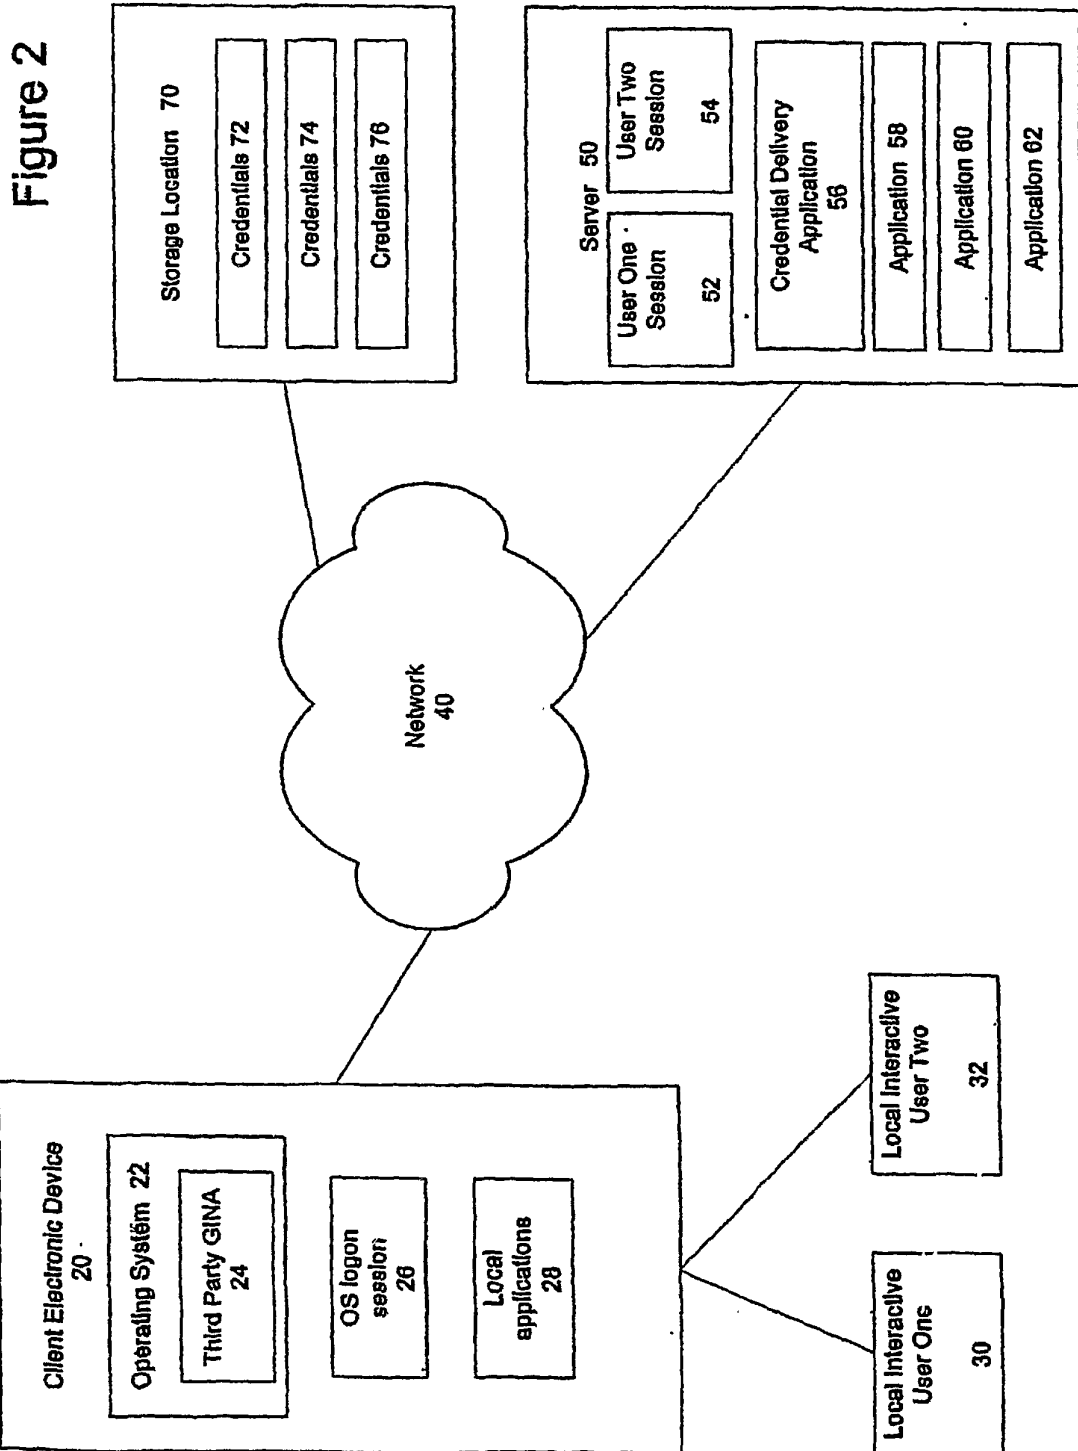 Figure 2
Client Electronic Device
20
Operating System 22
Third Party GINA
24
OS logon
session
26
Local
applications
28
Local Interactive
User One
30
Local Interactive
User Two
32
Network
40
Storage Location 70
Credentials 72
Credentials 74
Credentials 76
Server 50
User One
Session
52
User Two
Session
54
Credential Delivery
Application
56
Application 58
Application 60
Application 62